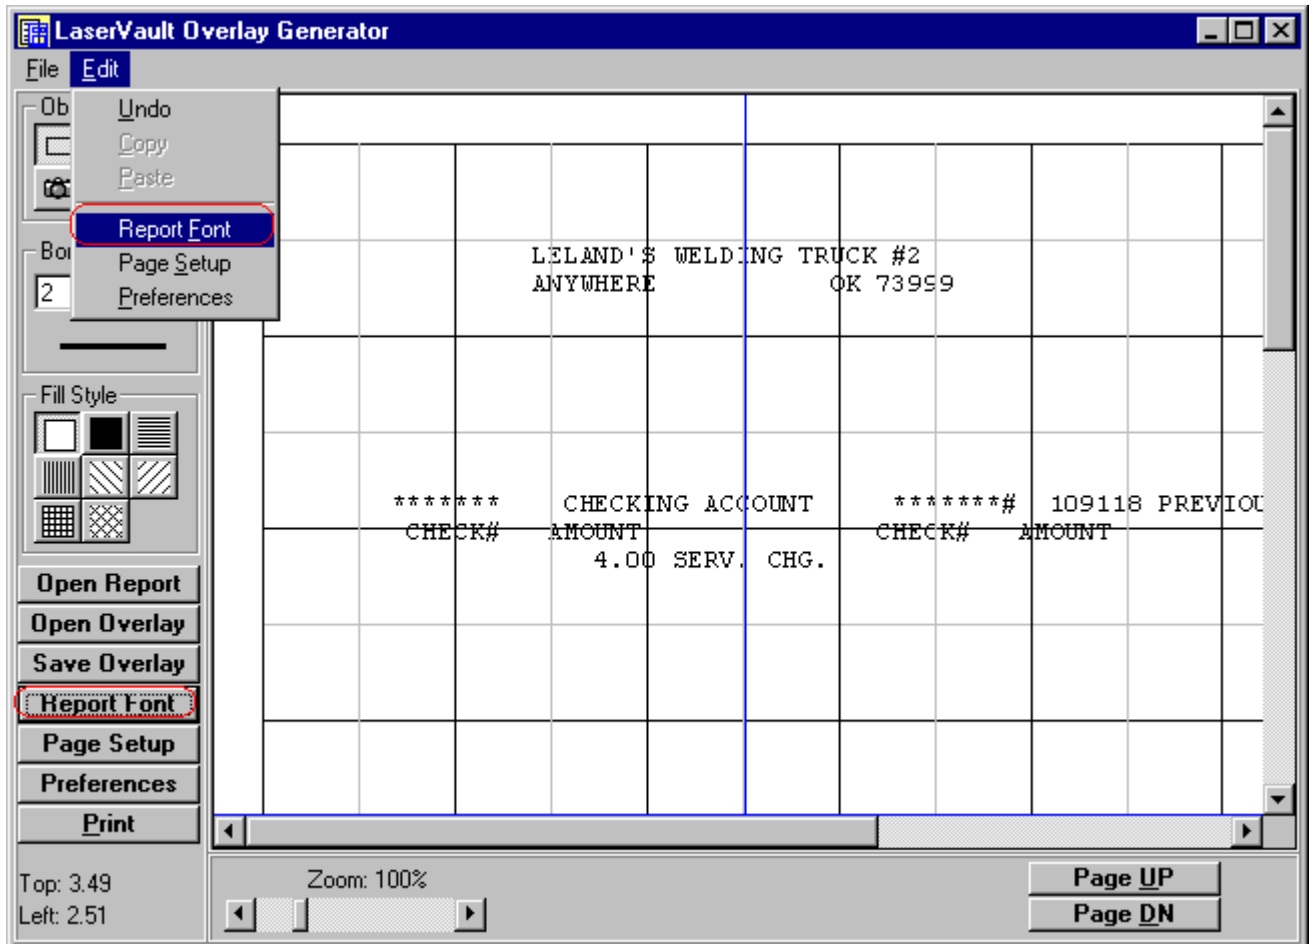 LaserVault Overlay Generator
File Edit
Ob
Undo
Copy
Paste
Report Font
Page Setup
Preferences
Bor
2
Fill Style
Open Report
Open Overlay
Save Overlay
Report Font
Page Setup
Preferences
Print
Top: 3.49
Left: 2.51
LELAND'S WELDING TRUCK #2
ANYWHERE OK 73999
******* CHECKING ACCOUNT *******# 109118 PREVIOU
CHECK# AMOUNT CHECK# AMOUNT
4.00 SERV. CHG.
Zoom: 100%
Page UP
Page DN